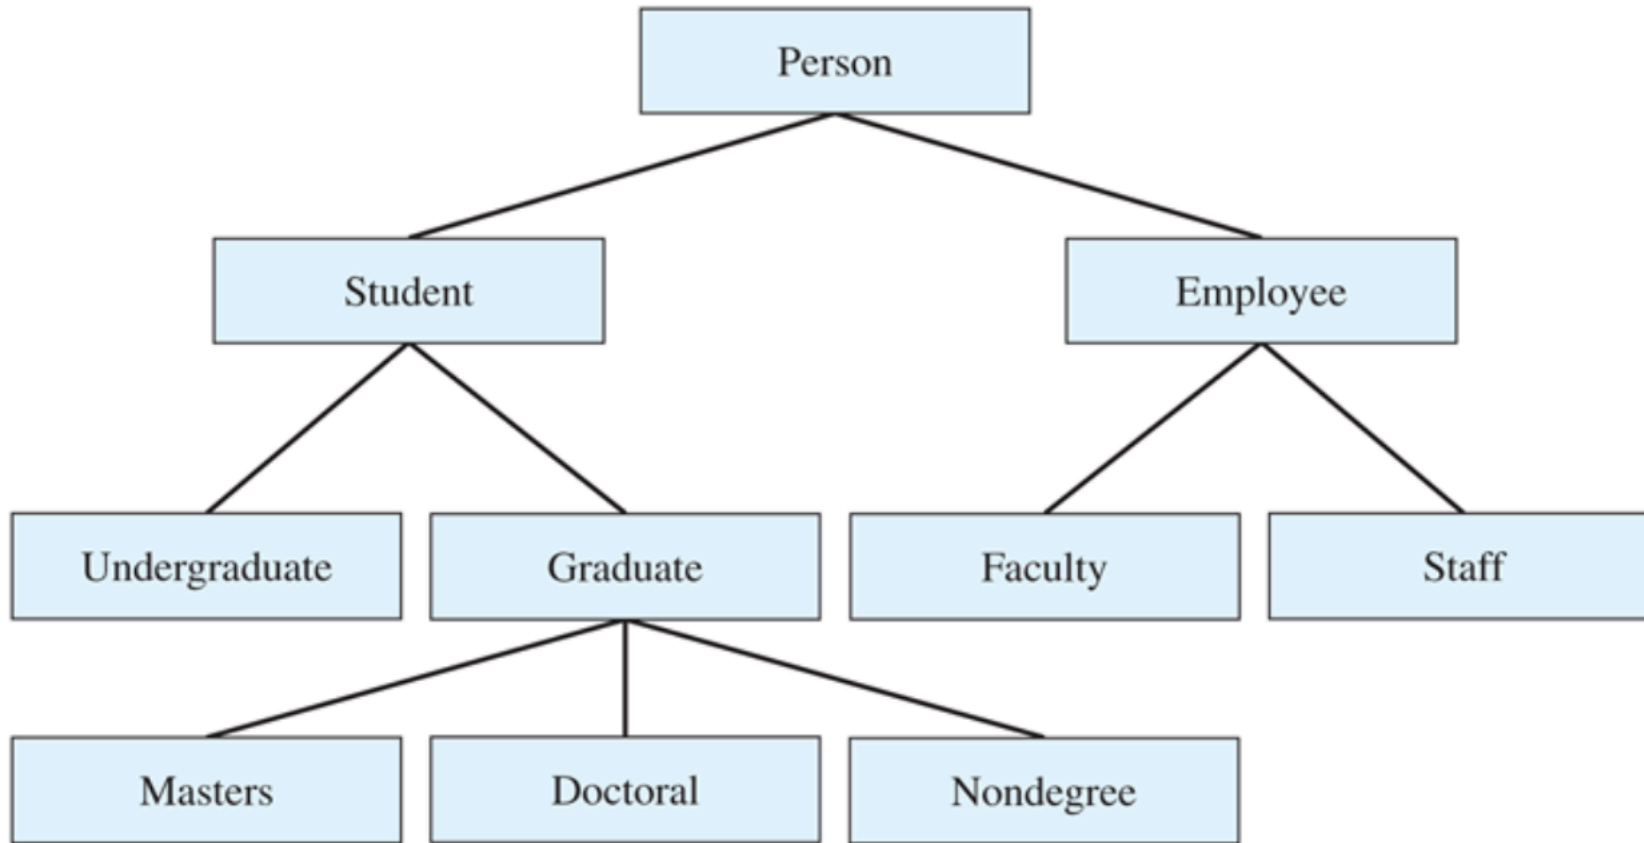 Person
Student
Employee
Undergraduate
Graduate
Faculty
Staff
Masters
Doctoral
Nondegree